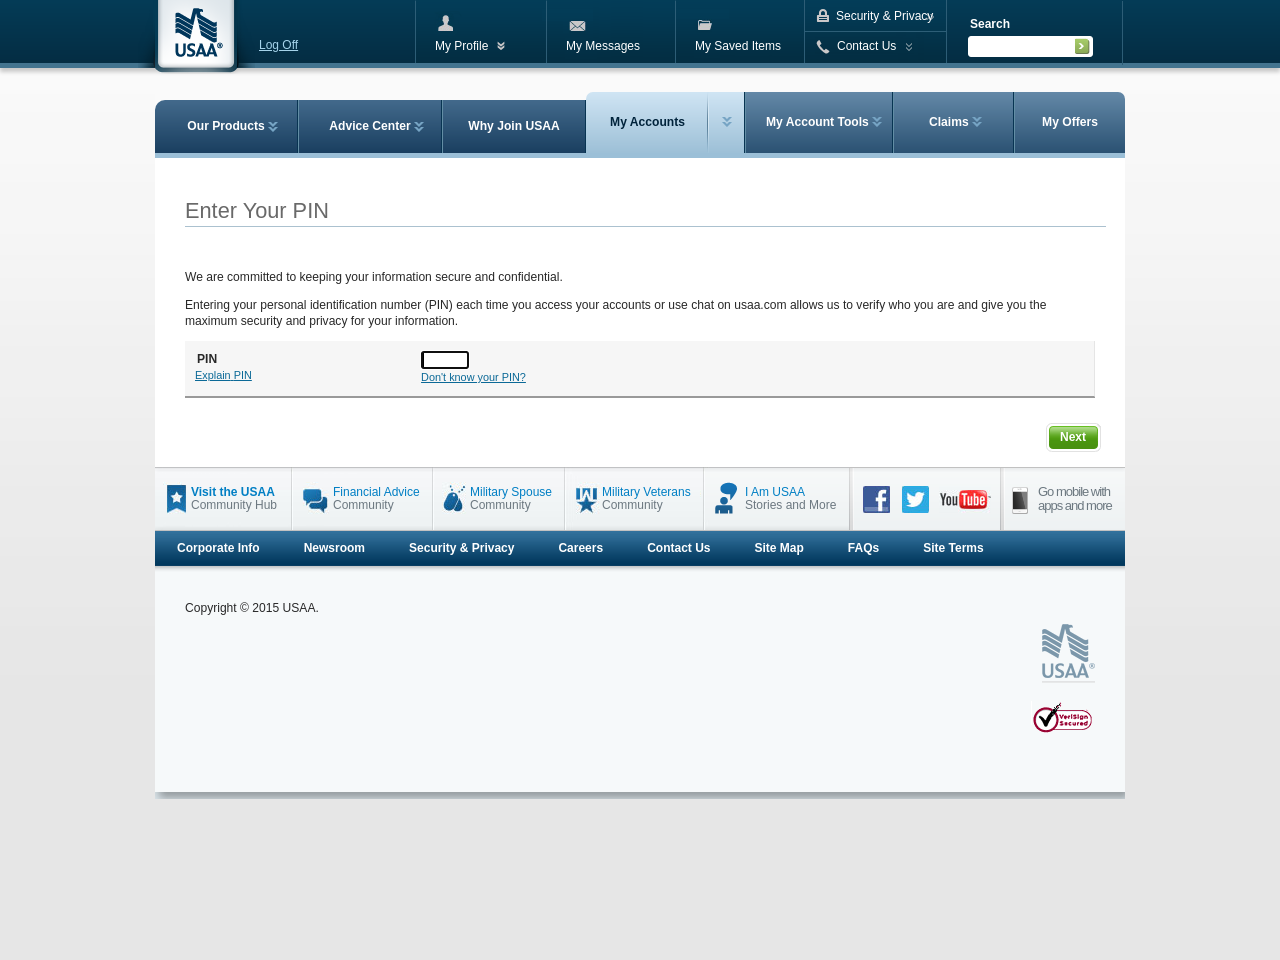 USAA®
Log Off
My Profile
My Messages
My Saved Items
Security & Privacy
Contact Us
Search
Our Products
Advice Center
Why Join USAA
My Accounts
My Account Tools
Claims
My Offers
Enter Your PIN
We are committed to keeping your information secure and confidential.
Entering your personal identification number (PIN) each time you access your accounts or use chat on usaa.com allows us to verify who you are and give you the
maximum security and privacy for your information.
PIN
Explain PIN
Don't know your PIN?
Next
Visit the USAA
Community Hub
Financial Advice
Community
Military Spouse
Community
Military Veterans
Community
I Am USAA
Stories and More
YouTube
Go mobile with
apps and more
Corporate Info
Newsroom
Security & Privacy
Careers
Contact Us
Site Map
FAQs
Site Terms
Copyright © 2015 USAA.
USAA®
VeriSign
Secured